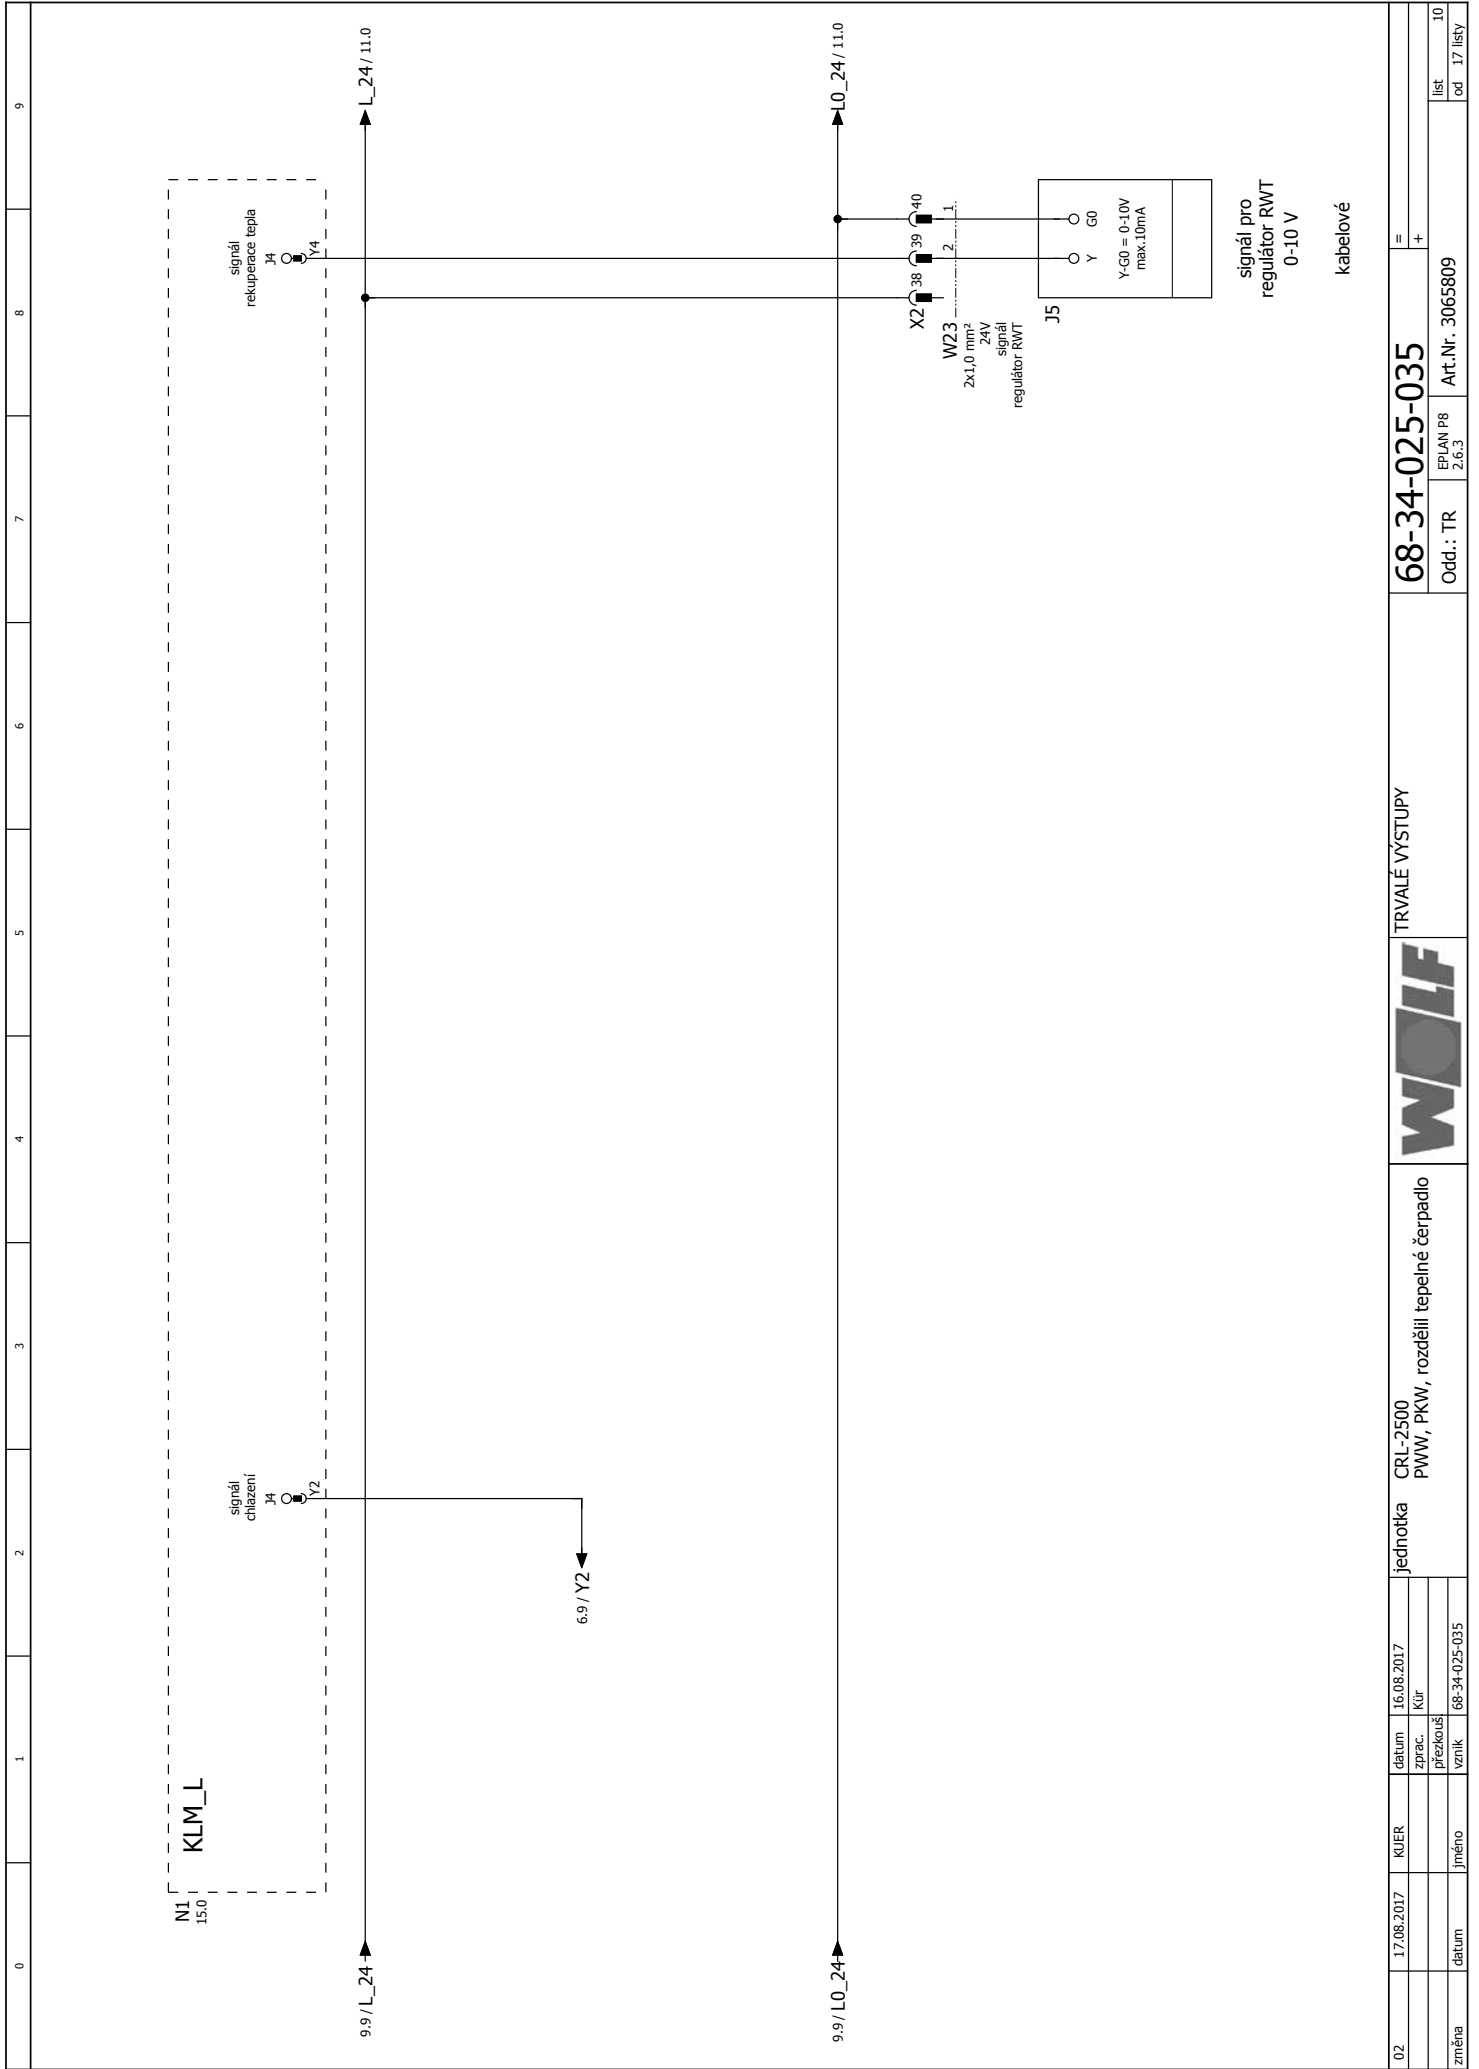 0 1 2 3 4 5 6 7 8 9
N1
15.0
KLM_L
signál
chlazení
J4
Y2
signál
rekuperace tepla
J4
Y4
9.9 / L_24
L_24 / 11.0
6.9 / Y2
9.9 / L0_24
L0_24 / 11.0
X2 38 39 40
W23
2x1,0 mm²
24V
signál
regulátor RWT
2 1
J5
Y G0
Y-G0 = 0-10V
max.10mA
signál pro
regulátor RWT
0-10 V
kabelové
02 17.08.2017 KUER
změna datum jméno
datum 16.08.2017
zprac. Kür
přezkouš.
vznik 68-34-025-035
jednotka CRL-2500
PWW, PKW, rozdělil tepelné čerpadlo
WOLF
TRVALÉ VÝSTUPY
68-34-025-035
=
+
Odd.: TR
EPLAN P8
2.6.3
Art.Nr. 3065809
list 10
od 17 listy